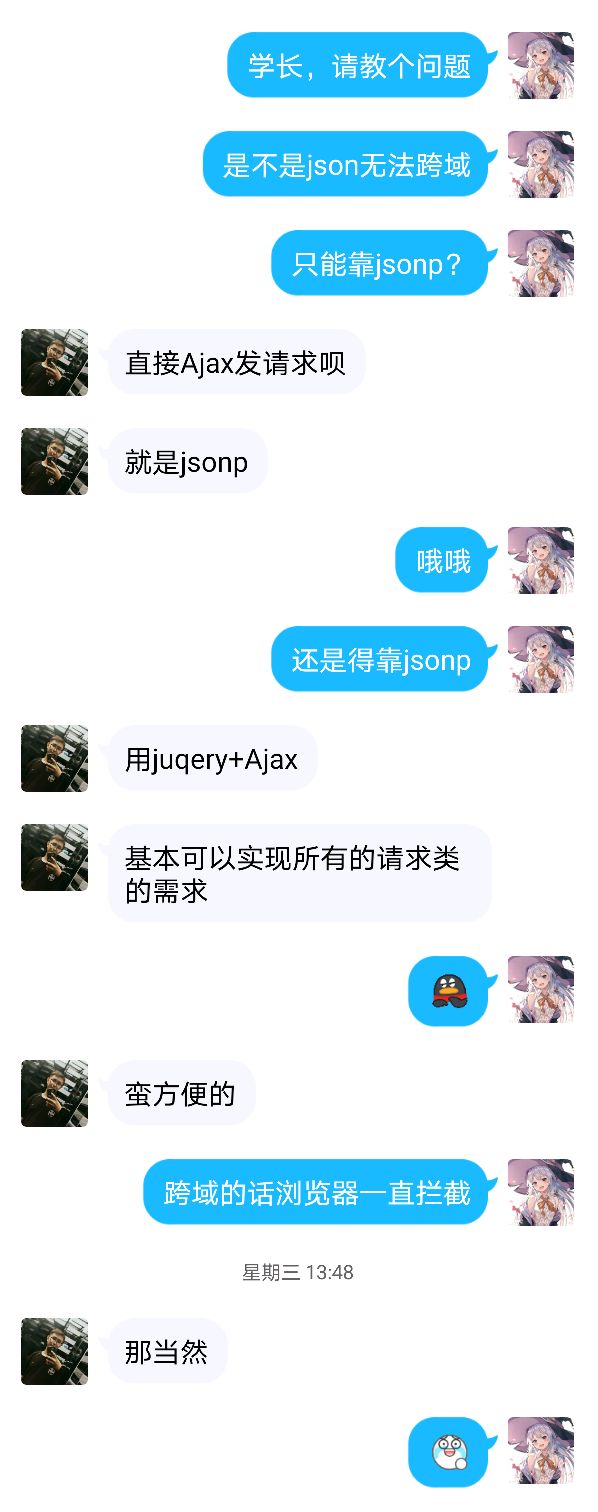 学长，请教个问题
是不是json无法跨域
只能靠jsonp？
直接Ajax发请求呗
就是jsonp
哦哦
还是得靠jsonp
用juqery+Ajax
基本可以实现所有的请求类
的需求
蛮方便的
跨域的话浏览器一直拦截
星期三 13:48
那当然